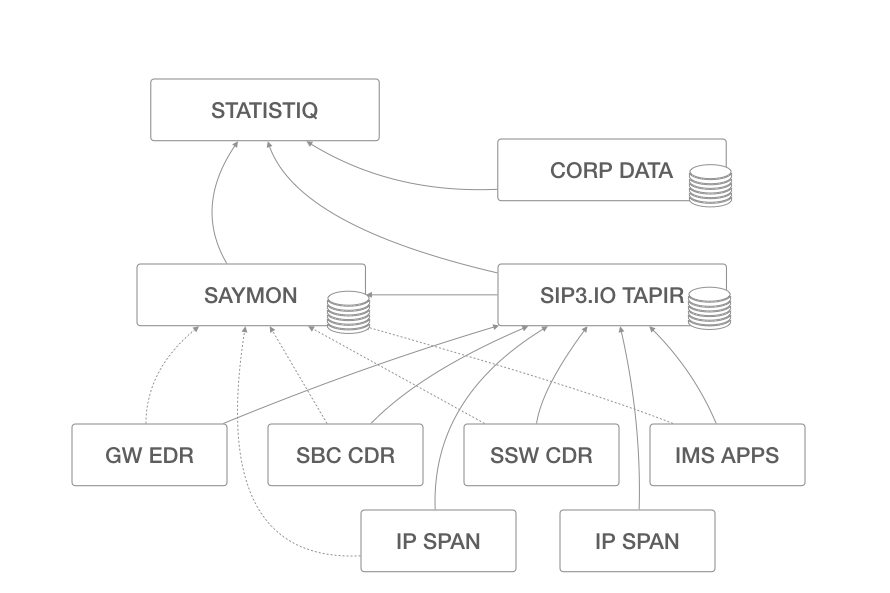 STATISTIQ
CORP DATA
SAYMON
SIP3.IO TAPIR
GW EDR
SBC CDR
SSW CDR
IMS APPS
IP SPAN
IP SPAN